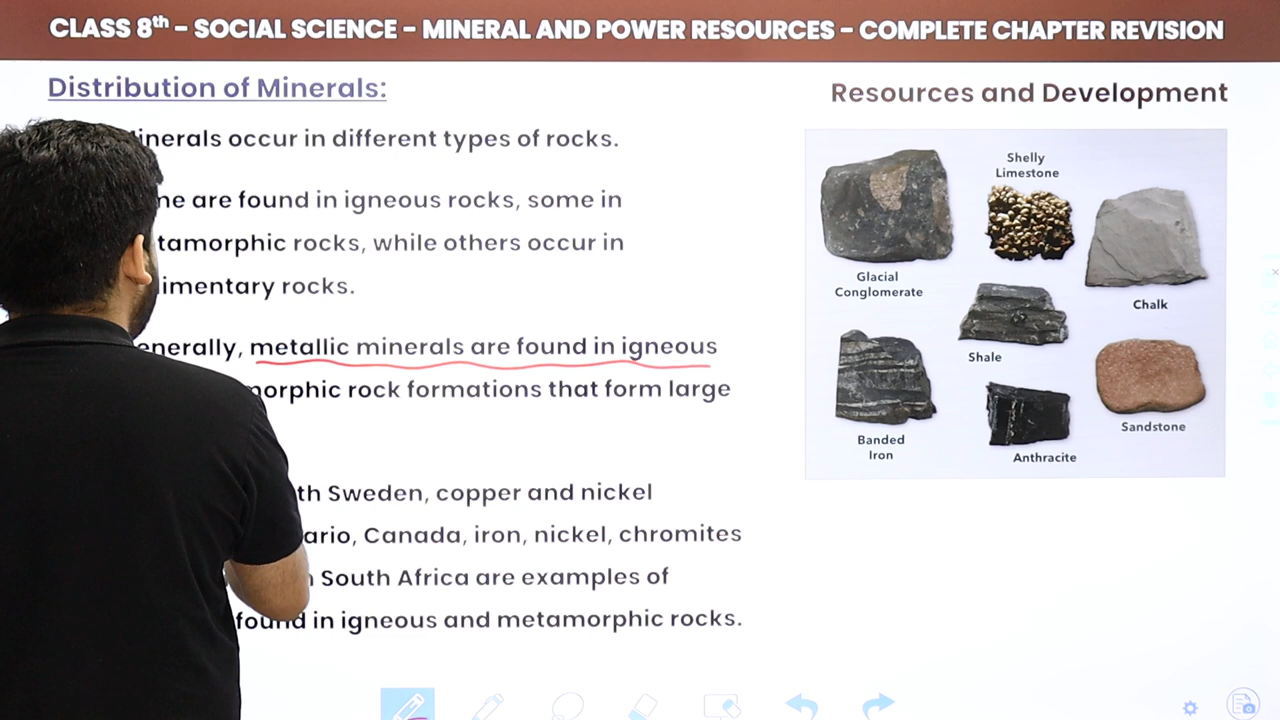 CLASS 8th - SOCIAL SCIENCE - MINERAL AND POWER RESOURCES - COMPLETE CHAPTER REVISION
Distribution of Minerals:
inerals occur in different types of rocks.
me are found in igneous rocks, some in
tamorphic rocks, while others occur in
imentary rocks.
enerally, metallic minerals are found in igneous
morphic rock formations that form large
th Sweden, copper and nickel
ario, Canada, iron, nickel, chromites
South Africa are examples of
found in igneous and metamorphic rocks.
Resources and Development
Shelly
Limestone
Glacial
Conglomerate
Chalk
Shale
Banded
Iron
Anthracite
Sandstone